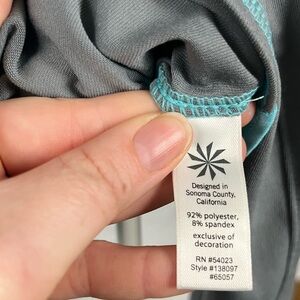 Designed in
Sonoma County,
California
92% polyester,
8% spandex
exclusive of
decoration
RN #54023
Style #138097
#65057